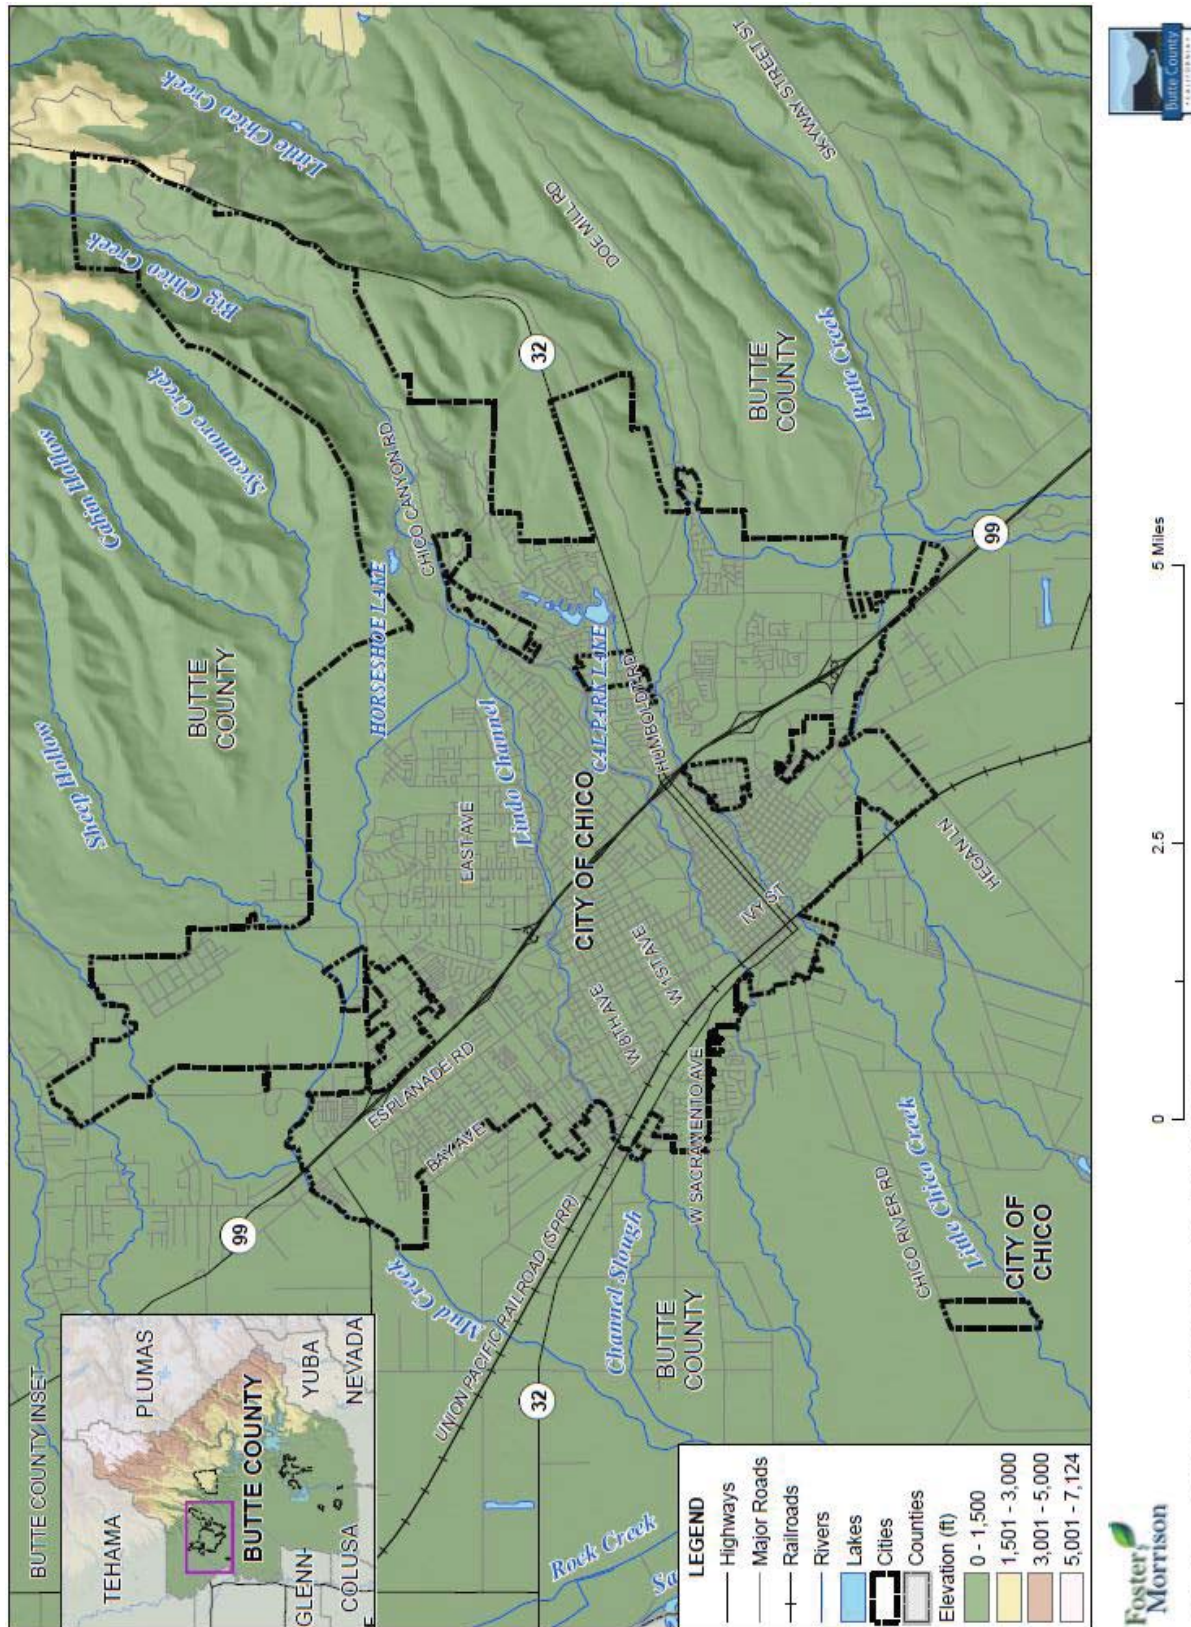 BUTTE COUNTY INSET
TEHAMA
PLUMAS
BUTTE COUNTY
GLENN
COLUSA
YUBA
NEVADA
Sheep Hollow
Cabin Hollow
Sycamore Creek
Big Chico Creek
Little Chico Creek
BUTTE
COUNTY
HORSESHOE LAKE
CHICO CANYON RD
32
DOE MILL RD
SKYWAY STREET ST
99
EAST AVE
Lindo Channel
CITY OF CHICO
CALPARK LAKE
HUMBOLDT RD
BUTTE
COUNTY
Butte Creek
99
ESPLANADE RD
BAY AVE
W 8TH AVE
W 1ST AVE
IVY ST
HEGAN LN
Mud Creek
UNION PACIFIC RAILROAD (SPRR)
W SACRAMENTO AVE
Channel Slough
BUTTE
COUNTY
32
CHICO RIVER RD
Little Chico Creek
CITY OF
CHICO
Rock Creek
Sa
LEGEND
Highways
Major Roads
Railroads
Rivers
Lakes
Cities
Counties
Elevation (ft)
0 - 1,500
1,501 - 3,000
3,001 - 5,000
5,001 - 7,124
0
2.5
5 Miles
Foster
Morrison
Butte County
CALIFORNIA